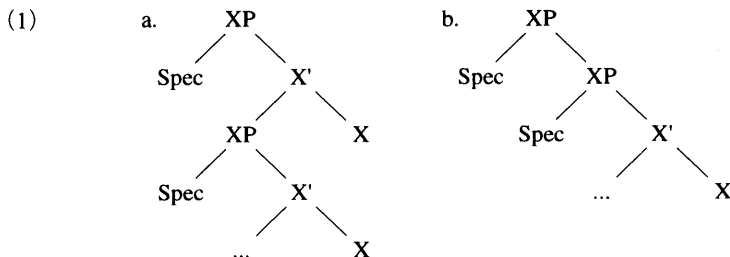 (1) a. XP b. XP
Spec X' Spec XP
XP X Spec X'
Spec X' ... X
... X